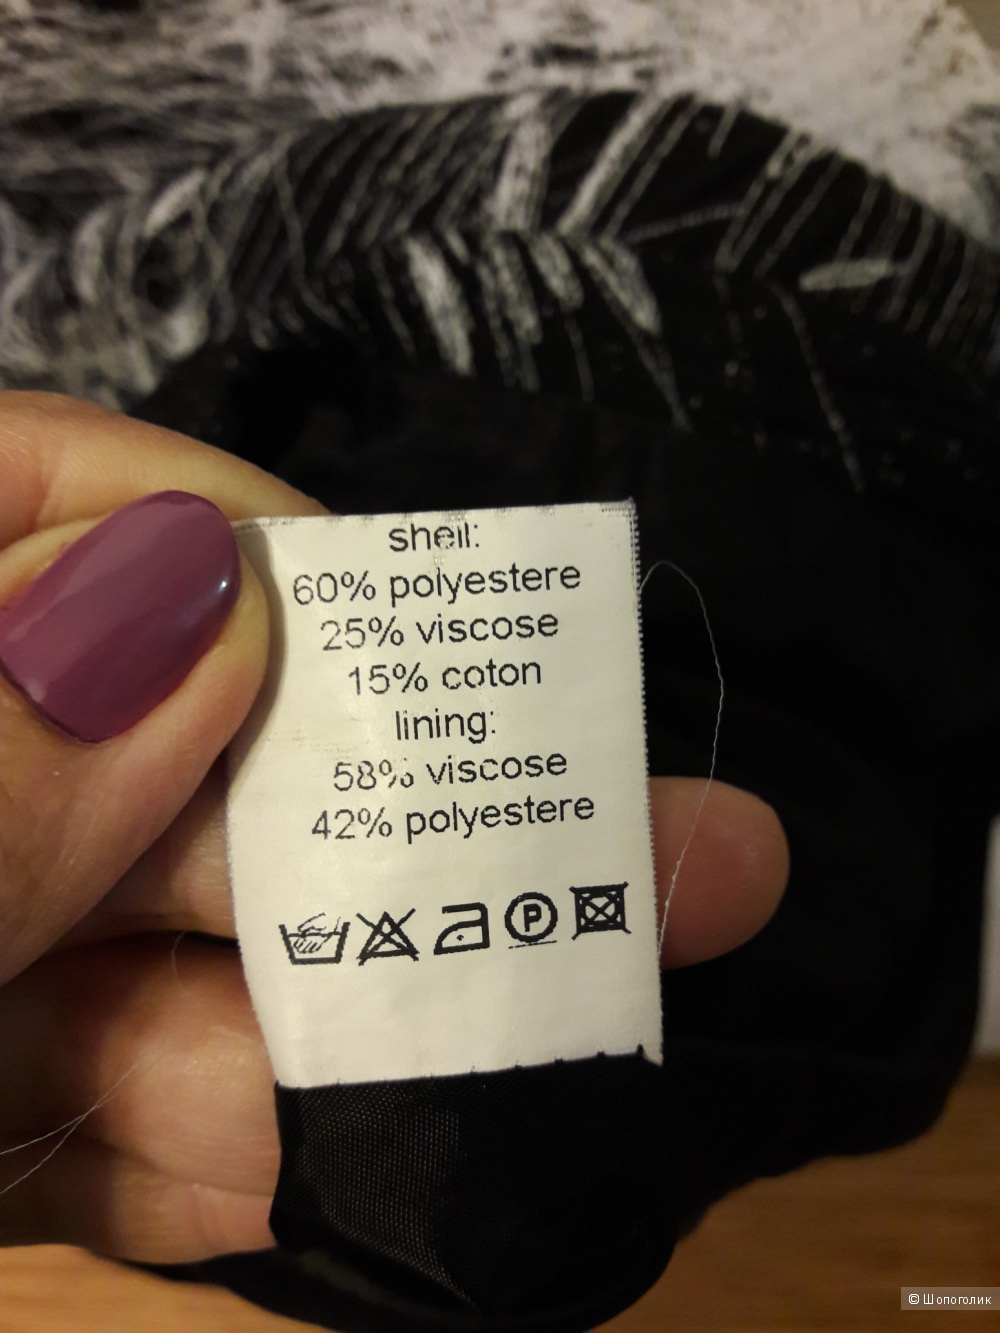 shell:
60% polyestere
25% viscose
15% coton
lining:
58% viscose
42% polyestere
P
© Шопоголик